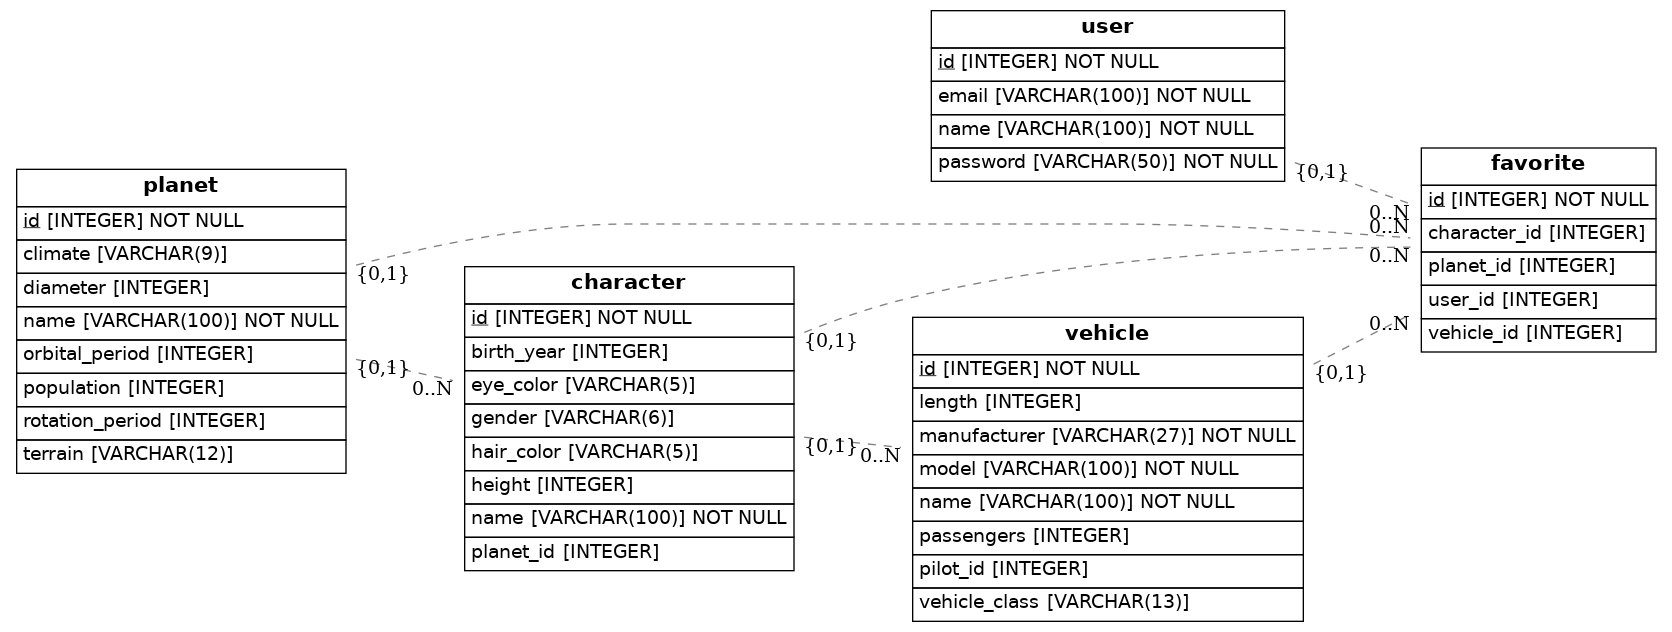 user
id [INTEGER] NOT NULL
email [VARCHAR(100)] NOT NULL
name [VARCHAR(100)] NOT NULL
password [VARCHAR(50)] NOT NULL
planet
id [INTEGER] NOT NULL
climate [VARCHAR(9)]
diameter [INTEGER]
name [VARCHAR(100)] NOT NULL
orbital_period [INTEGER]
population [INTEGER]
rotation_period [INTEGER]
terrain [VARCHAR(12)]
character
id [INTEGER] NOT NULL
birth_year [INTEGER]
eye_color [VARCHAR(5)]
gender [VARCHAR(6)]
hair_color [VARCHAR(5)]
height [INTEGER]
name [VARCHAR(100)] NOT NULL
planet_id [INTEGER]
vehicle
id [INTEGER] NOT NULL
length [INTEGER]
manufacturer [VARCHAR(27)] NOT NULL
model [VARCHAR(100)] NOT NULL
name [VARCHAR(100)] NOT NULL
passengers [INTEGER]
pilot_id [INTEGER]
vehicle_class [VARCHAR(13)]
favorite
id [INTEGER] NOT NULL
character_id [INTEGER]
planet_id [INTEGER]
user_id [INTEGER]
vehicle_id [INTEGER]
{0,1}
0..N
0..N
0..N
0..N
{0,1}
{0,1}
0..N
{0,1}
{0,1}
0..N
{0,1}